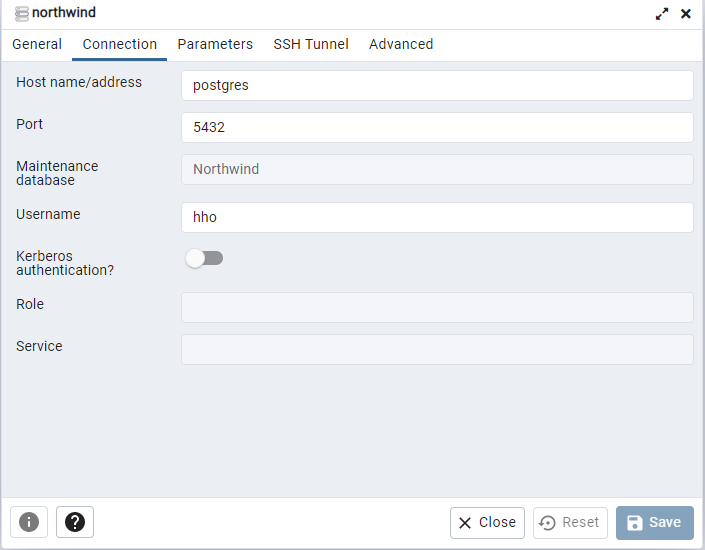 northwind
General Connection Parameters SSH Tunnel Advanced
Host name/address postgres
Port 5432
Maintenance
database Northwind
Username hho
Kerberos
authentication?
Role
Service
Close Reset Save